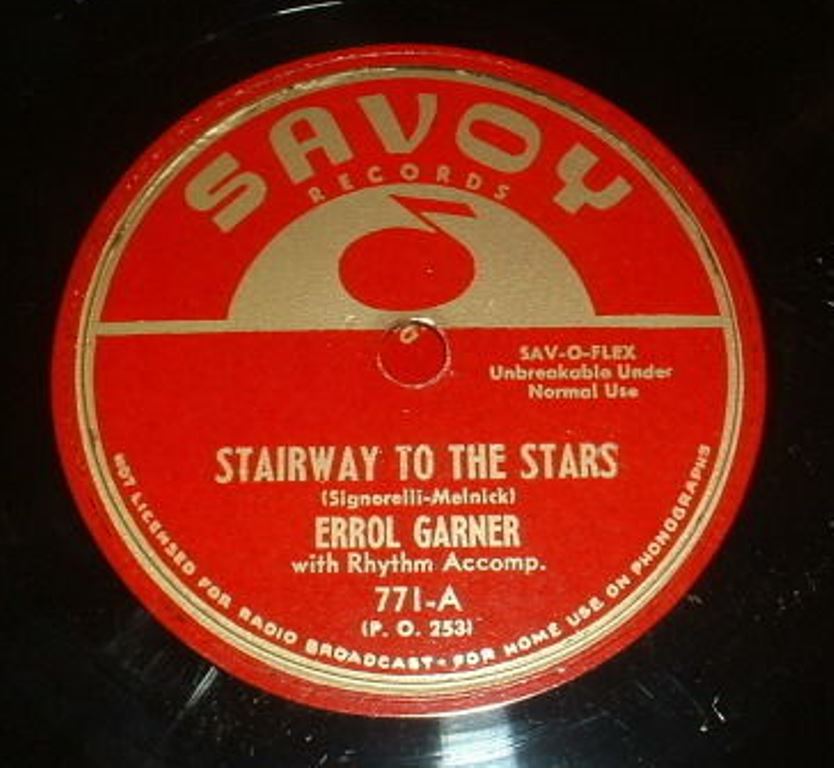 SAVOY
RECORDS
SAV-O-FLEX
Unbreakable Under
Normal Use
STAIRWAY TO THE STARS
(Signorelli-Melnick)
ERROL GARNER
with Rhythm Accomp.
771-A
(P. O. 253)
NOT LICENSED FOR RADIO BROADCAST • FOR HOME USE ON PHONOGRAPHS